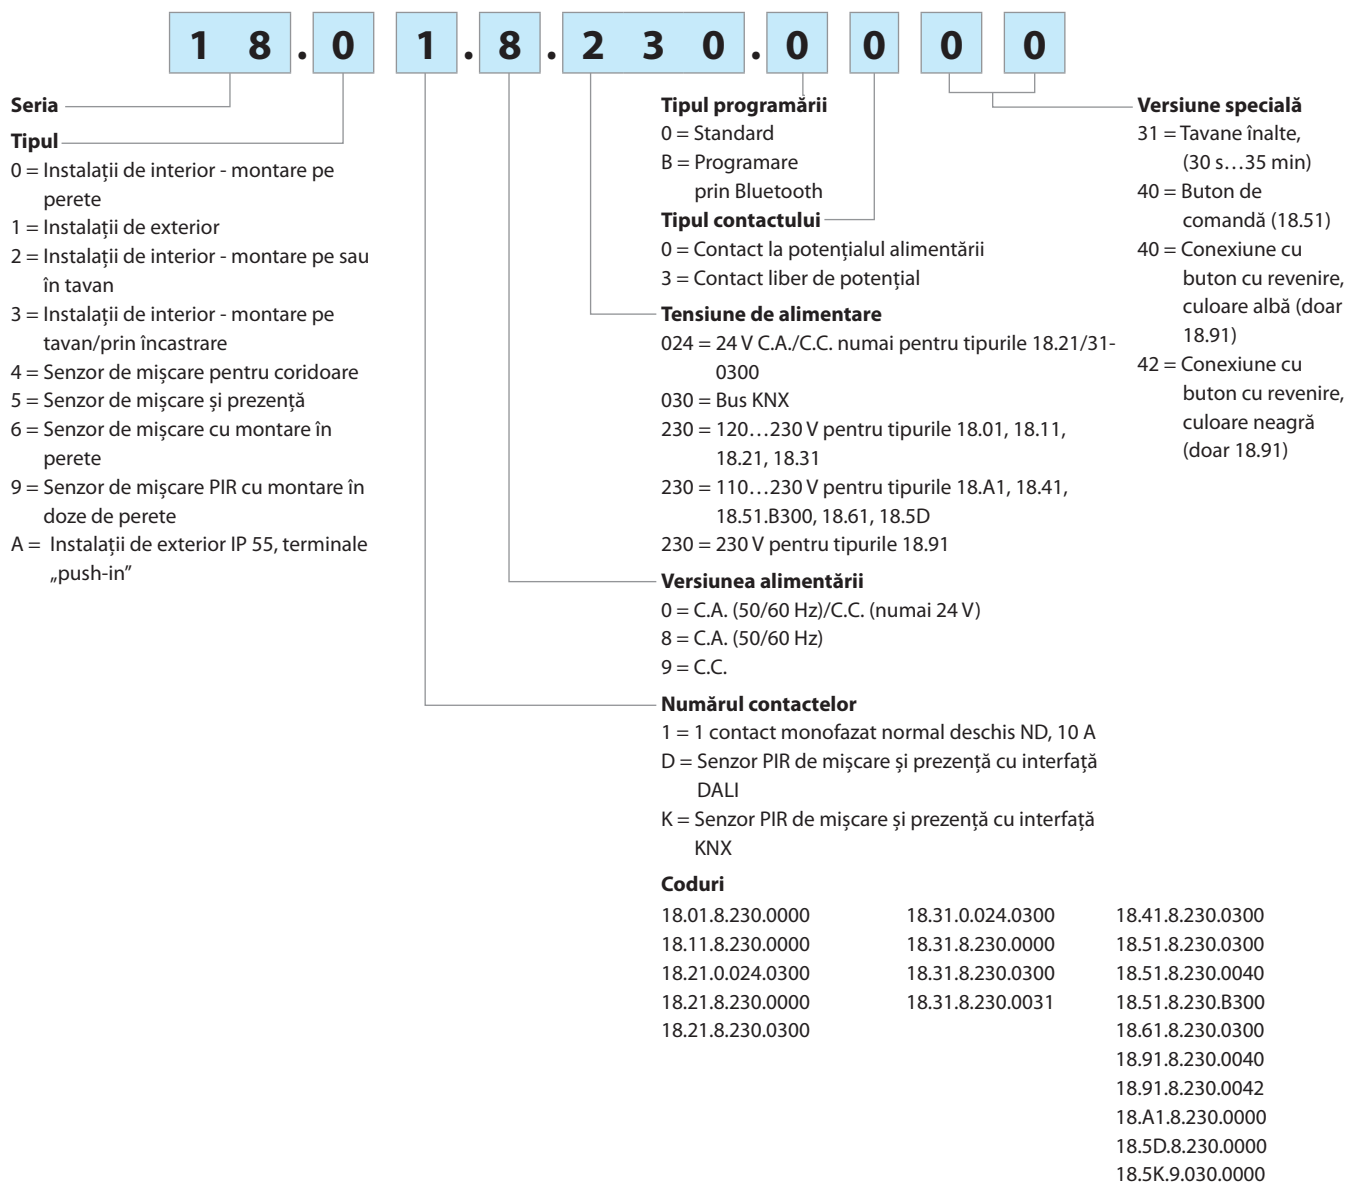 18.01.8.230.0000
Seria
Tipul
0 = Instalații de interior - montare pe
perete
1 = Instalații de exterior
2 = Instalații de interior - montare pe sau
în tavan
3 = Instalații de interior - montare pe
tavan/prin încastrare
4 = Senzor de mișcare pentru coridoare
5 = Senzor de mișcare și prezență
6 = Senzor de mișcare cu montare în
perete
9 = Senzor de mișcare PIR cu montare în
doze de perete
A = Instalații de exterior IP 55, terminale
„push-in”
Tipul programării
0 = Standard
B = Programare
prin Bluetooth
Tipul contactului
0 = Contact la potențialul alimentării
3 = Contact liber de potențial
Tensiune de alimentare
024 = 24 V C.A./C.C. numai pentru tipurile 18.21/31-
0300
030 = Bus KNX
230 = 120…230 V pentru tipurile 18.01, 18.11,
18.21, 18.31
230 = 110…230 V pentru tipurile 18.A1, 18.41,
18.51.B300, 18.61, 18.5D
230 = 230 V pentru tipurile 18.91
Versiunea alimentării
0 = C.A. (50/60 Hz)/C.C. (numai 24 V)
8 = C.A. (50/60 Hz)
9 = C.C.
Numărul contactelor
1 = 1 contact monofazat normal deschis ND, 10 A
D = Senzor PIR de mișcare și prezență cu interfață
DALI
K = Senzor PIR de mișcare și prezență cu interfață
KNX
Versiune specială
31 = Tavane înalte,
(30 s…35 min)
40 = Buton de
comandă (18.51)
40 = Conexiune cu
buton cu revenire,
culoare albă (doar
18.91)
42 = Conexiune cu
buton cu revenire,
culoare neagră
(doar 18.91)
Coduri
18.01.8.230.0000
18.11.8.230.0000
18.21.0.024.0300
18.21.8.230.0000
18.21.8.230.0300
18.31.0.024.0300
18.31.8.230.0000
18.31.8.230.0300
18.31.8.230.0031
18.41.8.230.0300
18.51.8.230.0300
18.51.8.230.0040
18.51.8.230.B300
18.61.8.230.0300
18.91.8.230.0040
18.91.8.230.0042
18.A1.8.230.0000
18.5D.8.230.0000
18.5K.9.030.0000